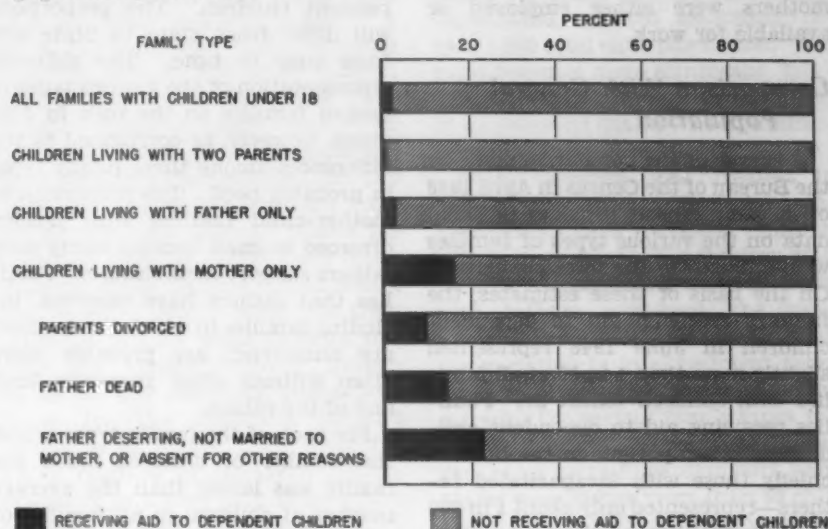 PERCENT
FAMILY TYPE
0 20 40 60 80 100
ALL FAMILIES WITH CHILDREN UNDER 18
CHILDREN LIVING WITH TWO PARENTS
CHILDREN LIVING WITH FATHER ONLY
CHILDREN LIVING WITH MOTHER ONLY
PARENTS DIVORCED
FATHER DEAD
FATHER DESERTING, NOT MARRIED TO
MOTHER, OR ABSENT FOR OTHER REASONS
RECEIVING AID TO DEPENDENT CHILDREN NOT RECEIVING AID TO DEPENDENT CHILDREN